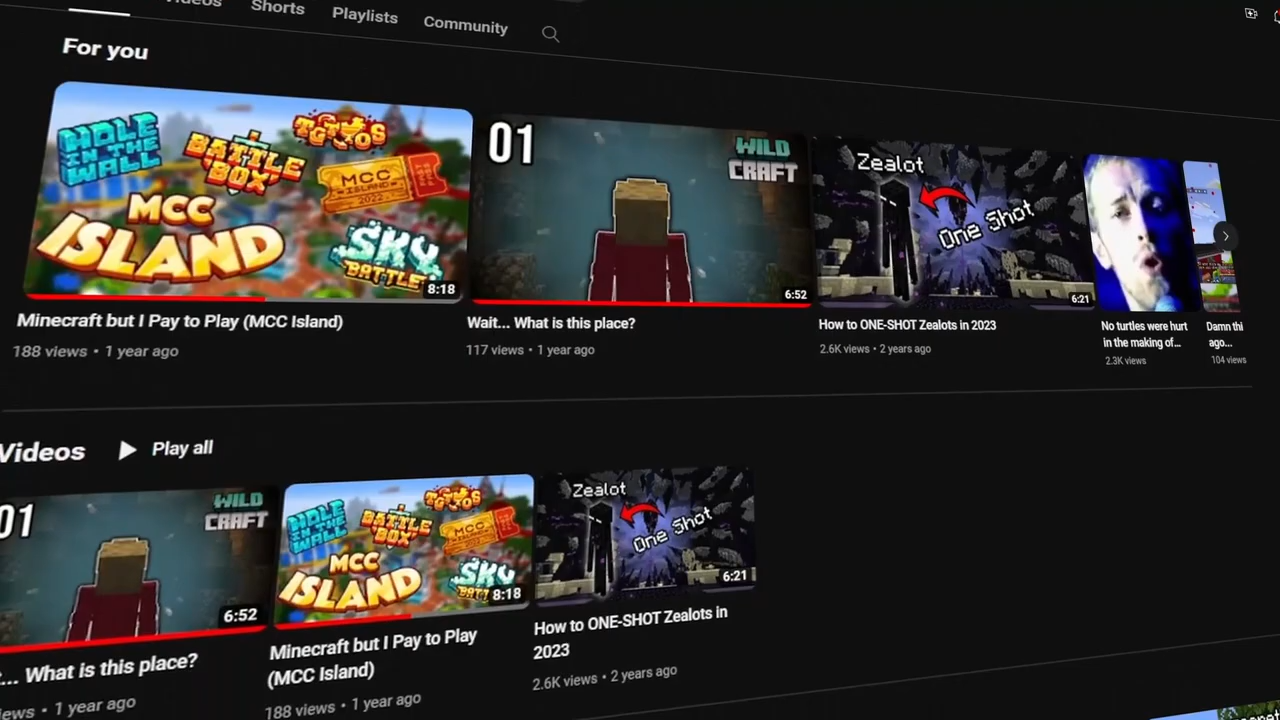 Videos
Shorts
Playlists
Community
For you
HOLE
IN THE WALL
BATTLE
BOX
TGTTOS
MCC
ISLAND
2022
MCC
ISLAND
SKY
BATTLE
8:18
01
WILD
CRAFT
6:52
Zealot
One Shot
6:21
Minecraft but I Pay to Play (MCC Island)
188 views • 1 year ago
Wait... What is this place?
117 views • 1 year ago
How to ONE-SHOT Zealots in 2023
2.6K views • 2 years ago
No turtles were hurt
in the making of...
2.3K views
Damn thi
ago...
104 views
Videos
Play all
01
WILD
CRAFT
6:52
HOLE
IN THE
WALL
BATTLE
BOX
TGTTOS
MCC
MCC
ISLAND
SKY
BATT
8:18
Zealot
One Shot
6:21
... What is this place?
iews • 1 year ago
Minecraft but I Pay to Play
(MCC Island)
188 views • 1 year ago
How to ONE-SHOT Zealots in
2023
2.6K views • 2 years ago